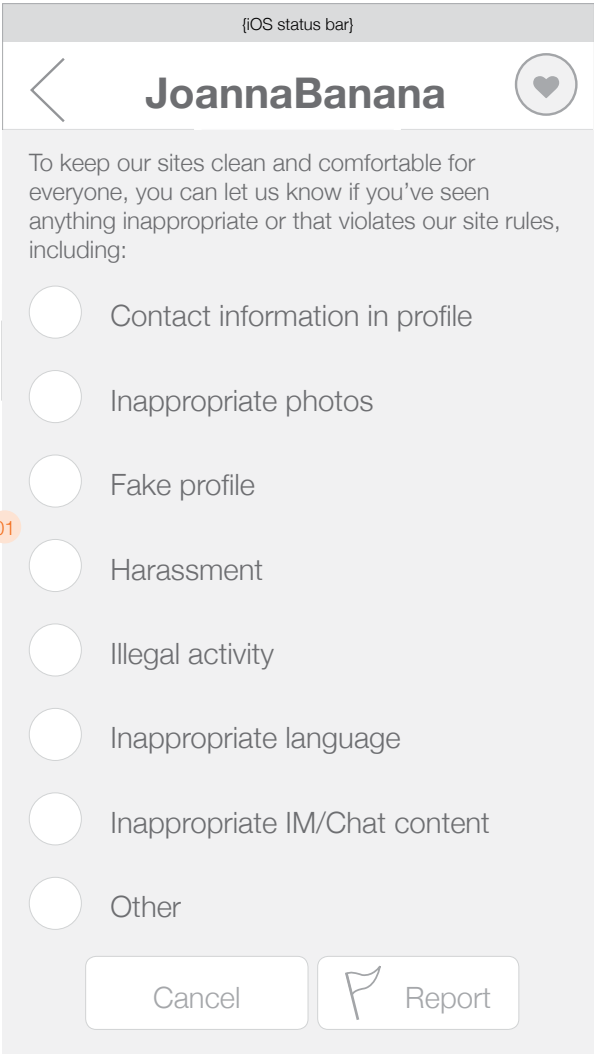 {iOS status bar}
JoannaBanana
To keep our sites clean and comfortable for
everyone, you can let us know if you’ve seen
anything inappropriate or that violates our site rules,
including:
Contact information in profile
Inappropriate photos
Fake profile
01
Harassment
Illegal activity
Inappropriate language
Inappropriate IM/Chat content
Other
Cancel
Report